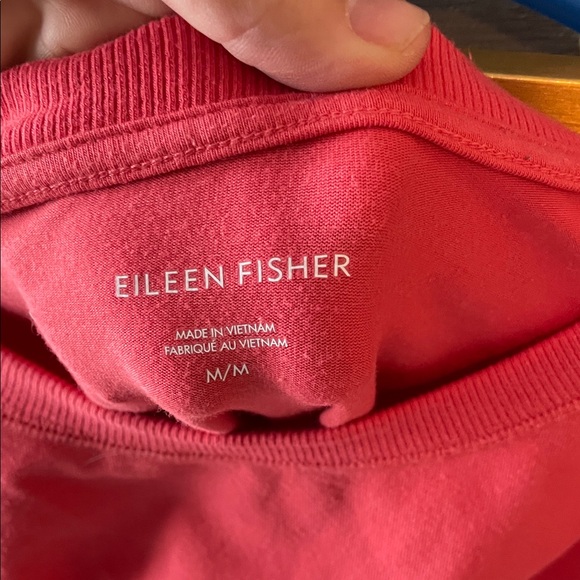 EILEEN FISHER
MADE IN VIETNAM
FABRIQUÉ AU VIETNAM
M/M